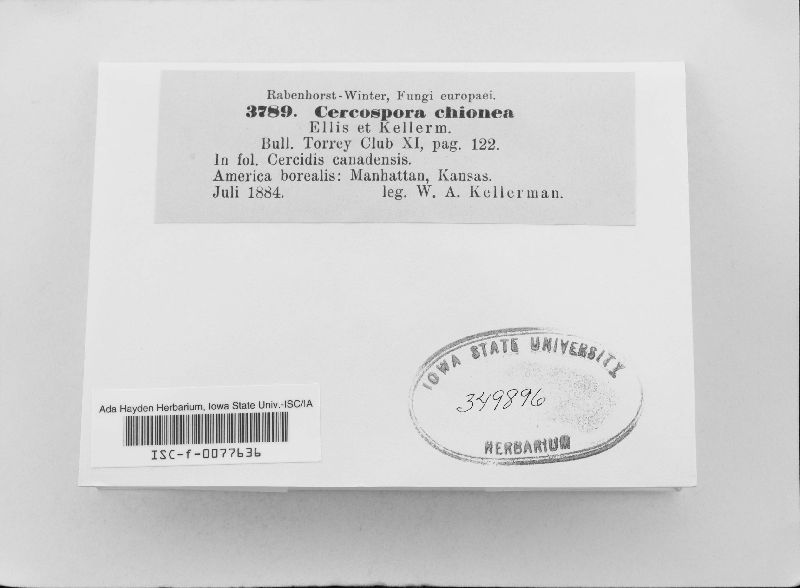 Rabenhorst-Winter, Fungi europaei.
3789. Cercospora chionea
Ellis et Kellerm.
Bull. Torrey Club XI, pag. 122.
In fol. Cercidis canadensis.
America borealis: Manhattan, Kansas.
Juli 1884. leg. W. A. Kellerman.
IOWA STATE UNIVERSITY
349896
HERBARIUM
Ada Hayden Herbarium, Iowa State Univ.-ISC/IA
ISC-f-0077636